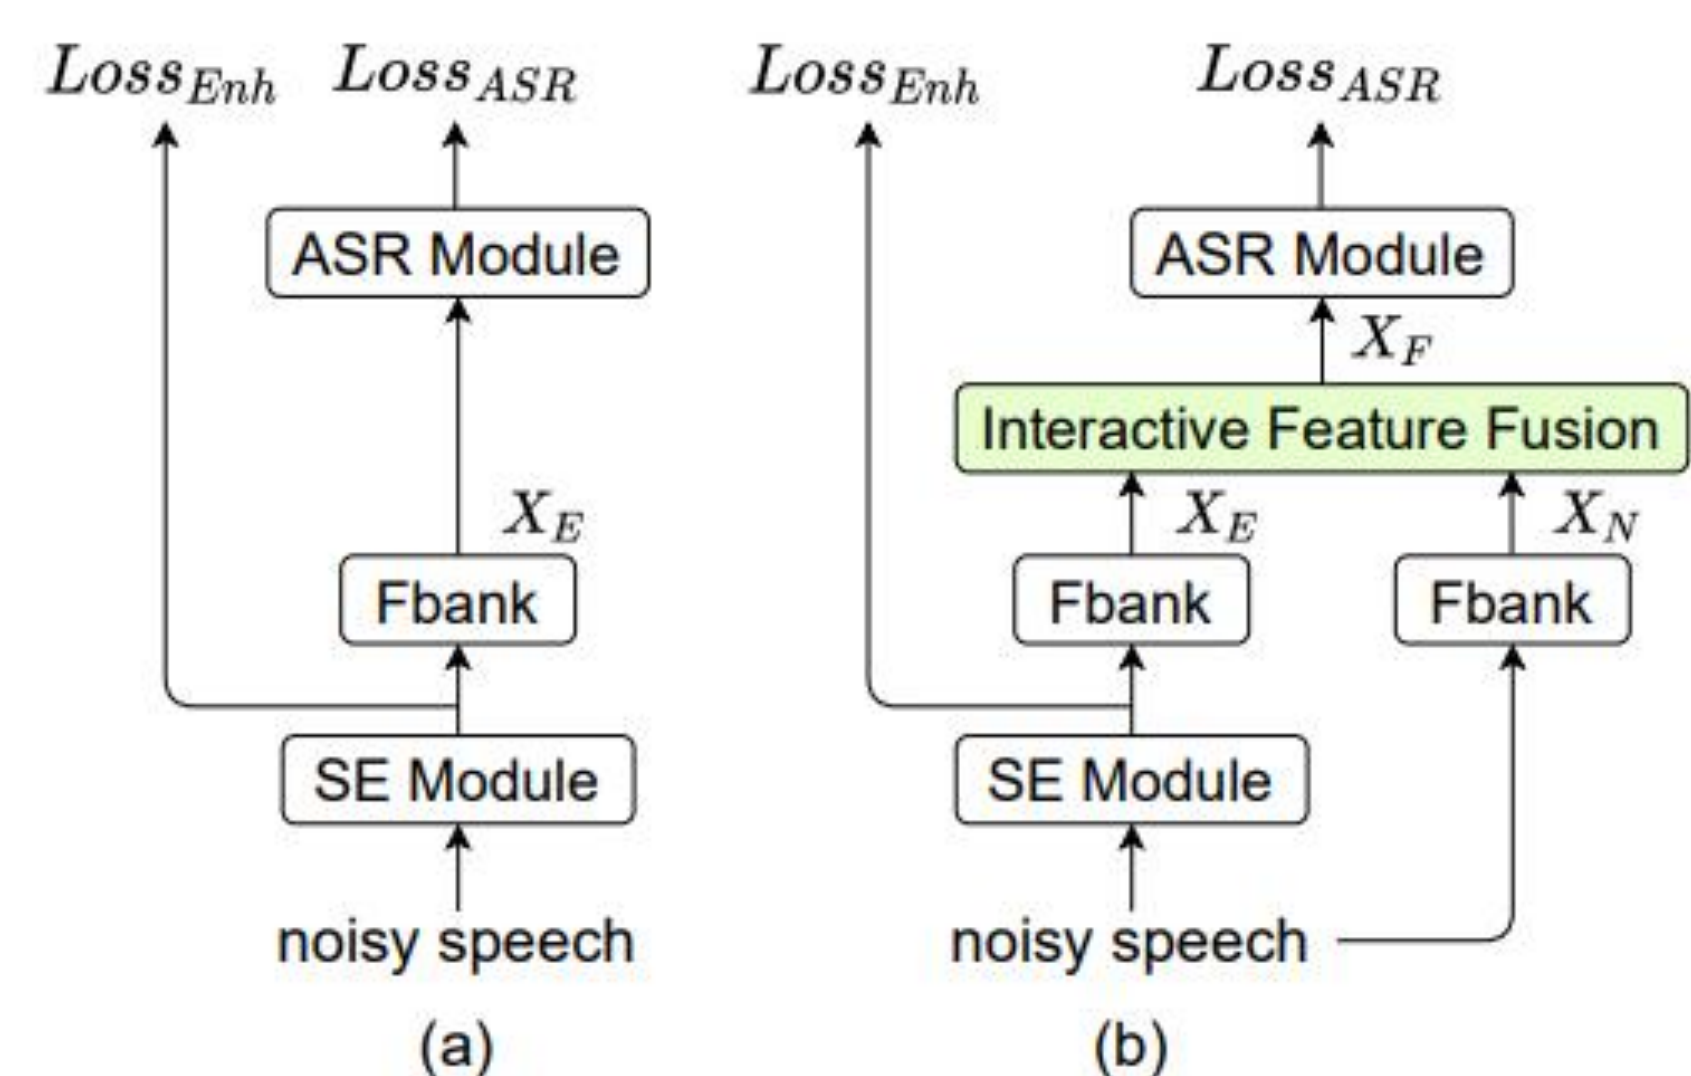 Loss_Enh Loss_ASR
ASR Module
X_E
Fbank
SE Module
noisy speech
(a)
Loss_Enh Loss_ASR
ASR Module
X_F
Interactive Feature Fusion
X_E X_N
Fbank Fbank
SE Module
noisy speech
(b)